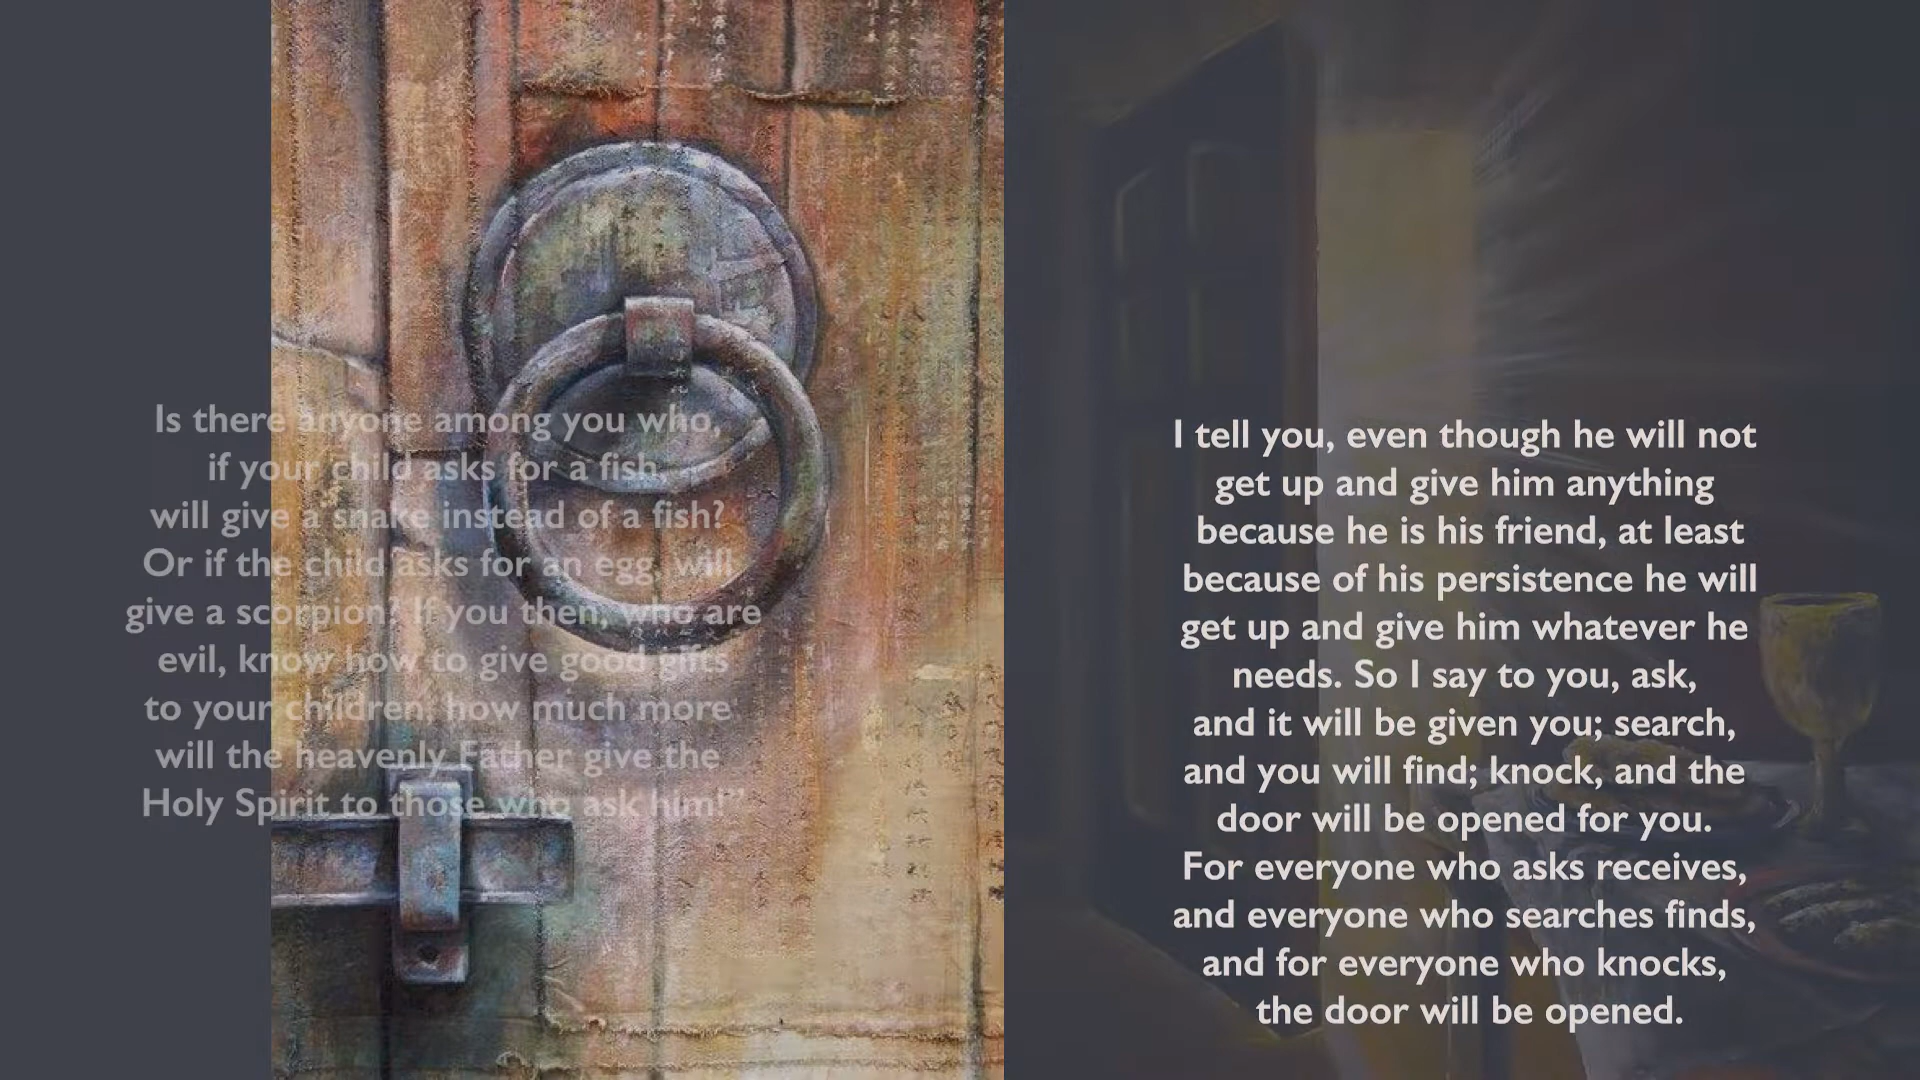 Is there anyone among you who,
if your child asks for a fish,
will give a snake instead of a fish?
Or if the child asks for an egg, will
give a scorpion? If you then, who are
evil, know how to give good gifts
to your children, how much more
will the heavenly Father give the
Holy Spirit to those who ask him!”
I tell you, even though he will not
get up and give him anything
because he is his friend, at least
because of his persistence he will
get up and give him whatever he
needs. So I say to you, ask,
and it will be given you; search,
and you will find; knock, and the
door will be opened for you.
For everyone who asks receives,
and everyone who searches finds,
and for everyone who knocks,
the door will be opened.